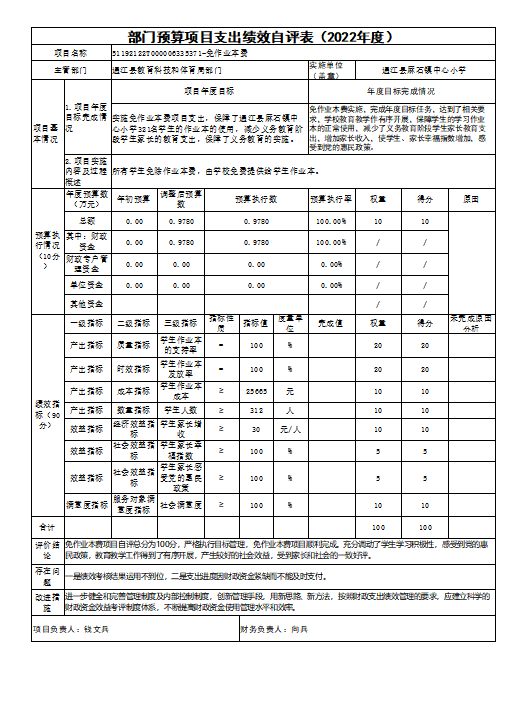 部门预算项目支出绩效自评表（2022年度）
项目名称 51192122T000006335371-免作业本费
主管部门 通江县教育科技和体育局部门 实施单位（盖章） 通江县麻石镇中心小学
项目基本情况 1.项目年度目标完成情况 项目年度目标 年度目标完成情况
实施免作业本费项目支出，保障了通江县麻石镇中
心小学321名学生的作业本的使用，减少义务教育阶
段学生家长的教育支出，保障了义务教育的实施。
免作业本费实施，完成年度目标任务，达到了相关要
求，学校教育教学作有序开展，保障学生的学习作业
本的正常使用，减少了义务教育阶段学生家长教育支
出，增加家长收入，使学生、家长幸福指数增加，感
受到党的惠民政策。
2.项目实施内容及过程概述 所有学生免除作业本费，由学校免费提供给学生作业本。
预算执行情况（10分） 年度预算数（万元） 年初预算 调整后预算数 预算执行数 预算执行率 权重 得分 原因
总额 0.00 0.9780 0.9780 100.00% 10 10
其中：财政资金 0.00 0.9780 0.9780 100.00% / /
财政专户管理资金 0.00 0.00 0.00 0.00% / /
单位资金 0.00 0.00 0.00 0.00% / /
其他资金 / /
绩效指标（90分） 一级指标 二级指标 三级指标 指标性质 指标值 度量单位 完成值 权重 得分 未完成原因分析
产出指标 质量指标 学生作业本的支持率 = 100 % 20 20
产出指标 时效指标 学生作业本发放率 = 100 % 20 20
产出指标 成本指标 学生作业本成本 ≥ 25665 元 10 10
产出指标 数量指标 学生人数 ≥ 312 人 10 10
效益指标 经济效益指标 学生家长增收 ≥ 30 元/人 10 10
效益指标 社会效益指标 学生家长幸福指数 ≥ 100 % 5 5
效益指标 社会效益指标 学生家长感受党的惠民政策 ≥ 100 % 5 5
满意度指标 服务对象满意度指标 社会满意度 ≥ 100 % 10 10
合计 100 100
评价结论 免作业本费项目自评总分为100分，严格执行目标管理，免作业本费项目顺利完成。充分调动了学生学习积极性，感受到党的惠
民政策，教育教学工作得到了有序开展，产生较好的社会效益，受到家长和社会的一致好评。
存在问题 一是绩效考核结果运用不到位，二是支出进度因财政资金紧缺而不能及时支付。
改进措施 进一步健全和完善管理制度及内部控制制度，创新管理手段，用新思路、新方法，按照财政支出绩效管理的要求，应建立科学的
财政资金效益考评制度体系，不断提高财政资金使用管理水平和效率。
项目负责人：钱文兵 财务负责人：向兵